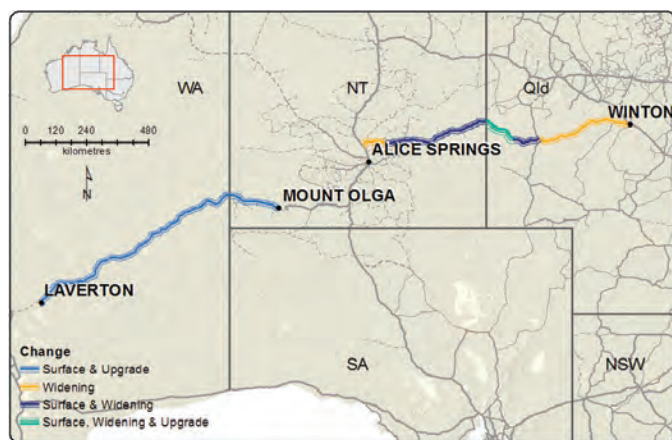 WA
NT
Qld
WINTON
0 120 240 480
kilometres
ALICE SPRINGS
N
MOUNT OLGA
LAVERTON
Change
Surface & Upgrade
Widening
Surface & Widening
Surface, Widening & Upgrade
SA
NSW